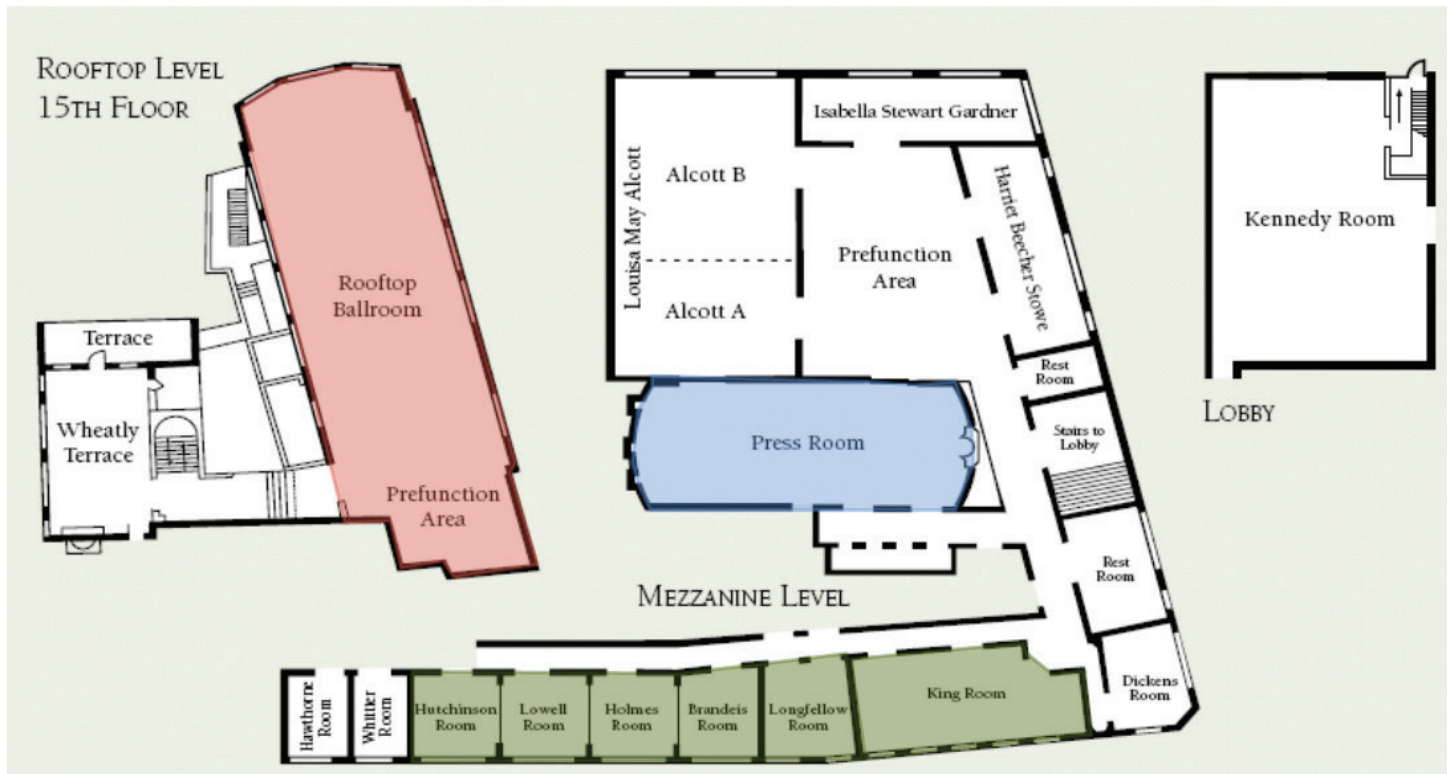 ROOFTOP LEVEL
15TH FLOOR
Rooftop
Ballroom
Terrace
Wheatly
Terrace
Prefunction
Area
Isabella Stewart Gardner
Louisa May Alcott
Alcott B
Alcott A
Harriet Beecher Stowe
Prefunction
Area
Rest
Room
Stairs to
Lobby
Press Room
Rest
Room
Dickens
Room
MEZZANINE LEVEL
Hawthorne
Room
Whittier
Room
Hutchinson
Room
Lowell
Room
Holmes
Room
Brandeis
Room
Longfellow
Room
King Room
Kennedy Room
LOBBY